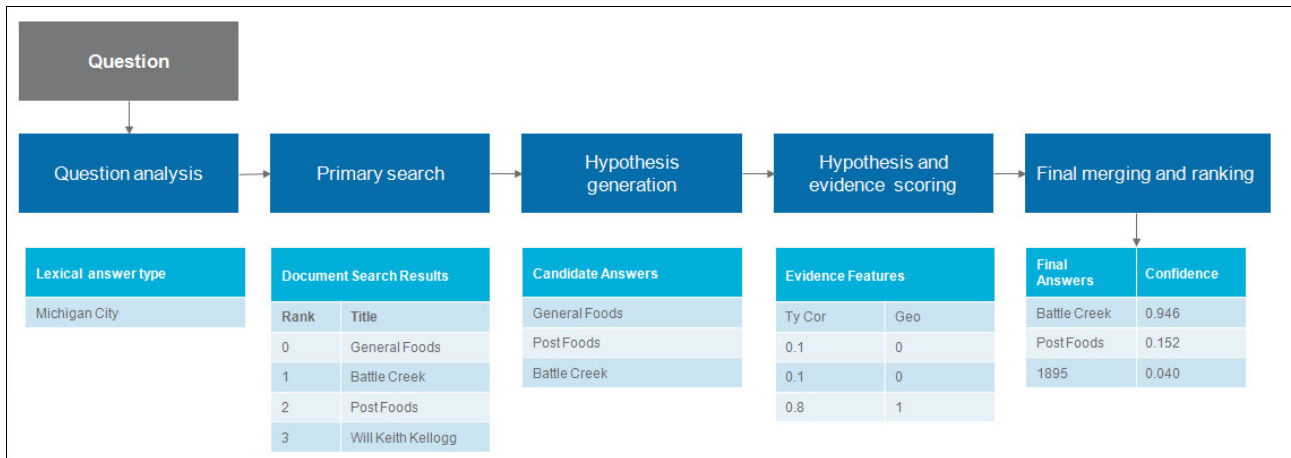 Question
Question analysis
Primary search
Hypothesis
generation
Hypothesis and
evidence scoring
Final merging and ranking
Lexical answer type
Michigan City
Document Search Results
Rank Title
0 General Foods
1 Battle Creek
2 Post Foods
3 Will Keith Kellogg
Candidate Answers
General Foods
Post Foods
Battle Creek
Evidence Features
Ty Cor Geo
0.1 0
0.1 0
0.8 1
Final
Answers Confidence
Battle Creek 0.946
Post Foods 0.152
1895 0.040